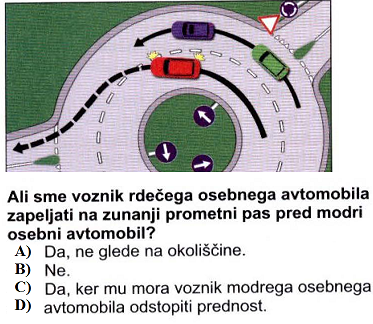 Ali sme voznik rdečega osebnega avtomobila
zapeljati na zunanji prometni pas pred modri
osebni avtomobil?
A) Da, ne glede na okoliščine.
B) Ne.
C) Da, ker mu mora voznik modrega osebnega
D) avtomobila odstopiti prednost.